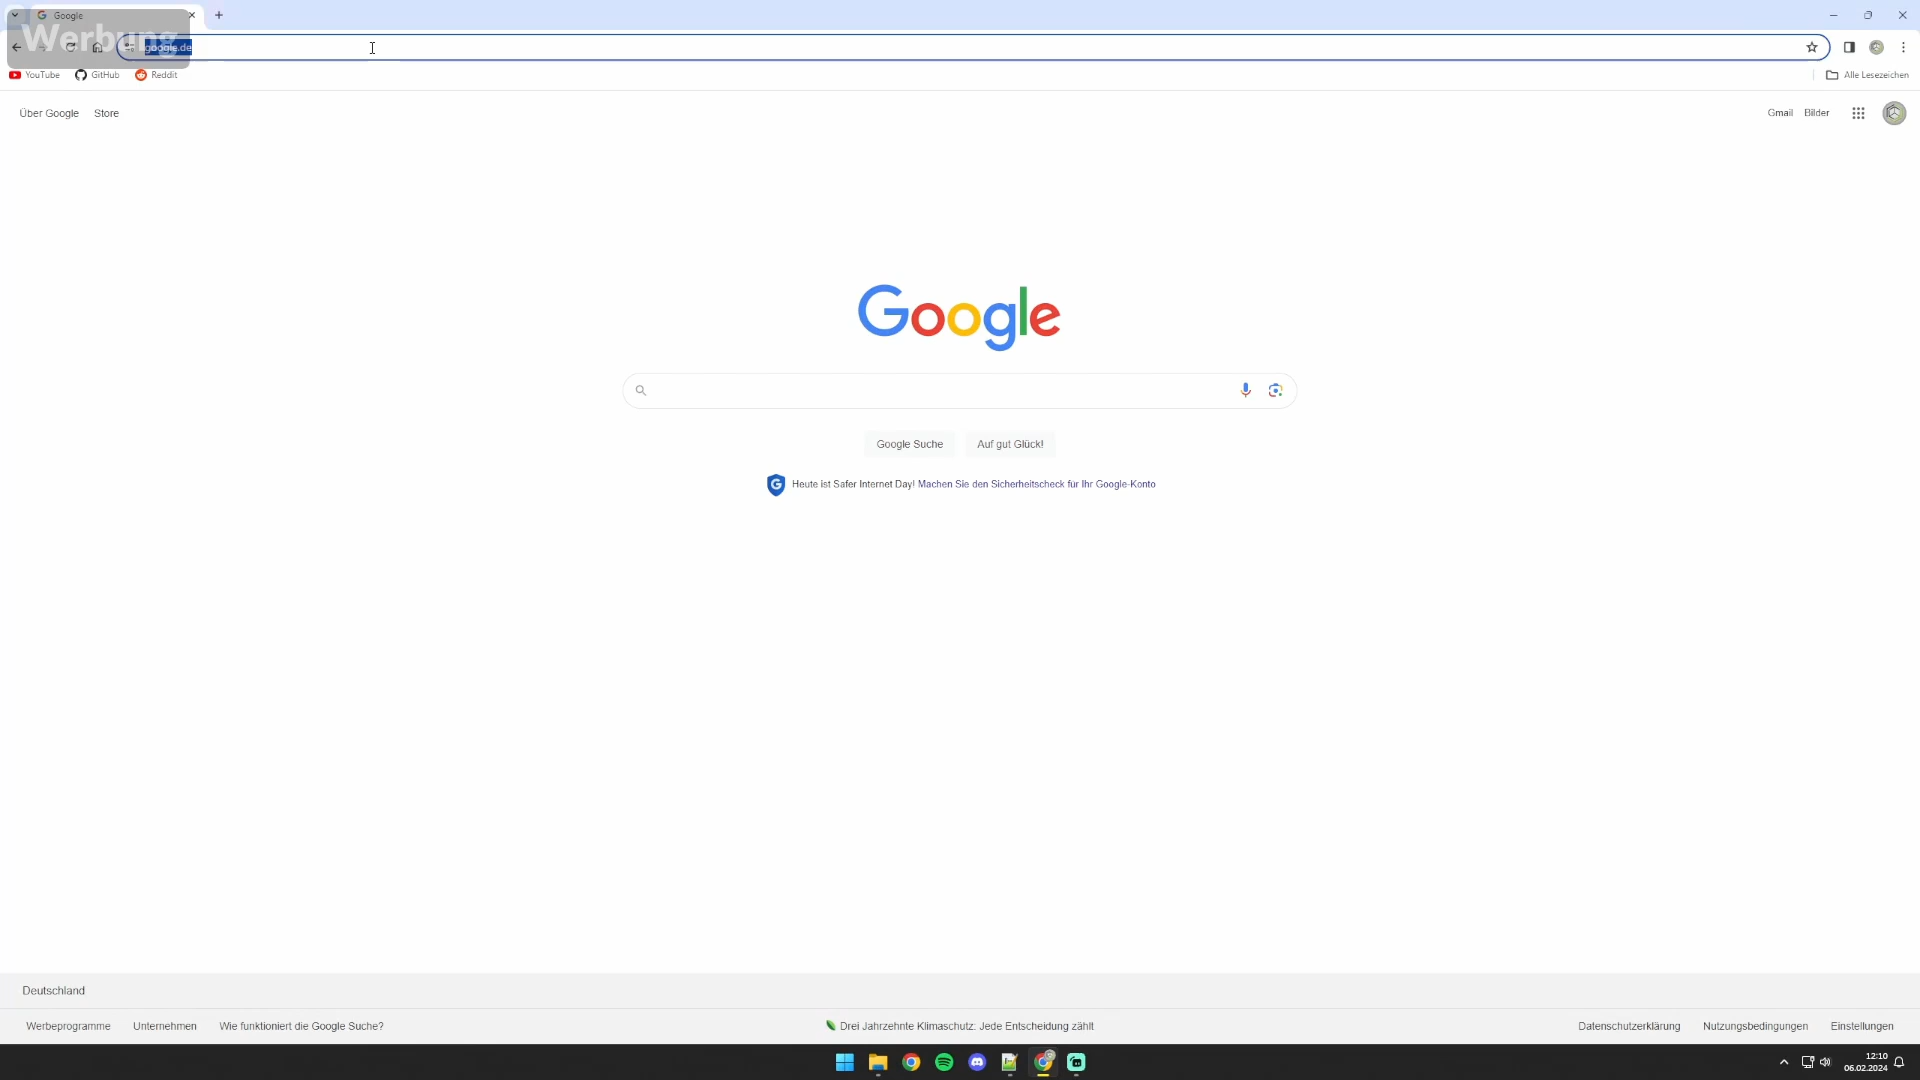 Google
Werbung
google.de
YouTube
GitHub
Reddit
Alle Lesezeichen
Über Google
Store
Gmail
Bilder
Google
Google Suche
Auf gut Glück!
Heute ist Safer Internet Day! Machen Sie den Sicherheitscheck für Ihr Google-Konto
Deutschland
Werbeprogramme
Unternehmen
Wie funktioniert die Google Suche?
Drei Jahrzehnte Klimaschutz: Jede Entscheidung zählt
Datenschutzerklärung
Nutzungsbedingungen
Einstellungen
12:10
06.02.2024